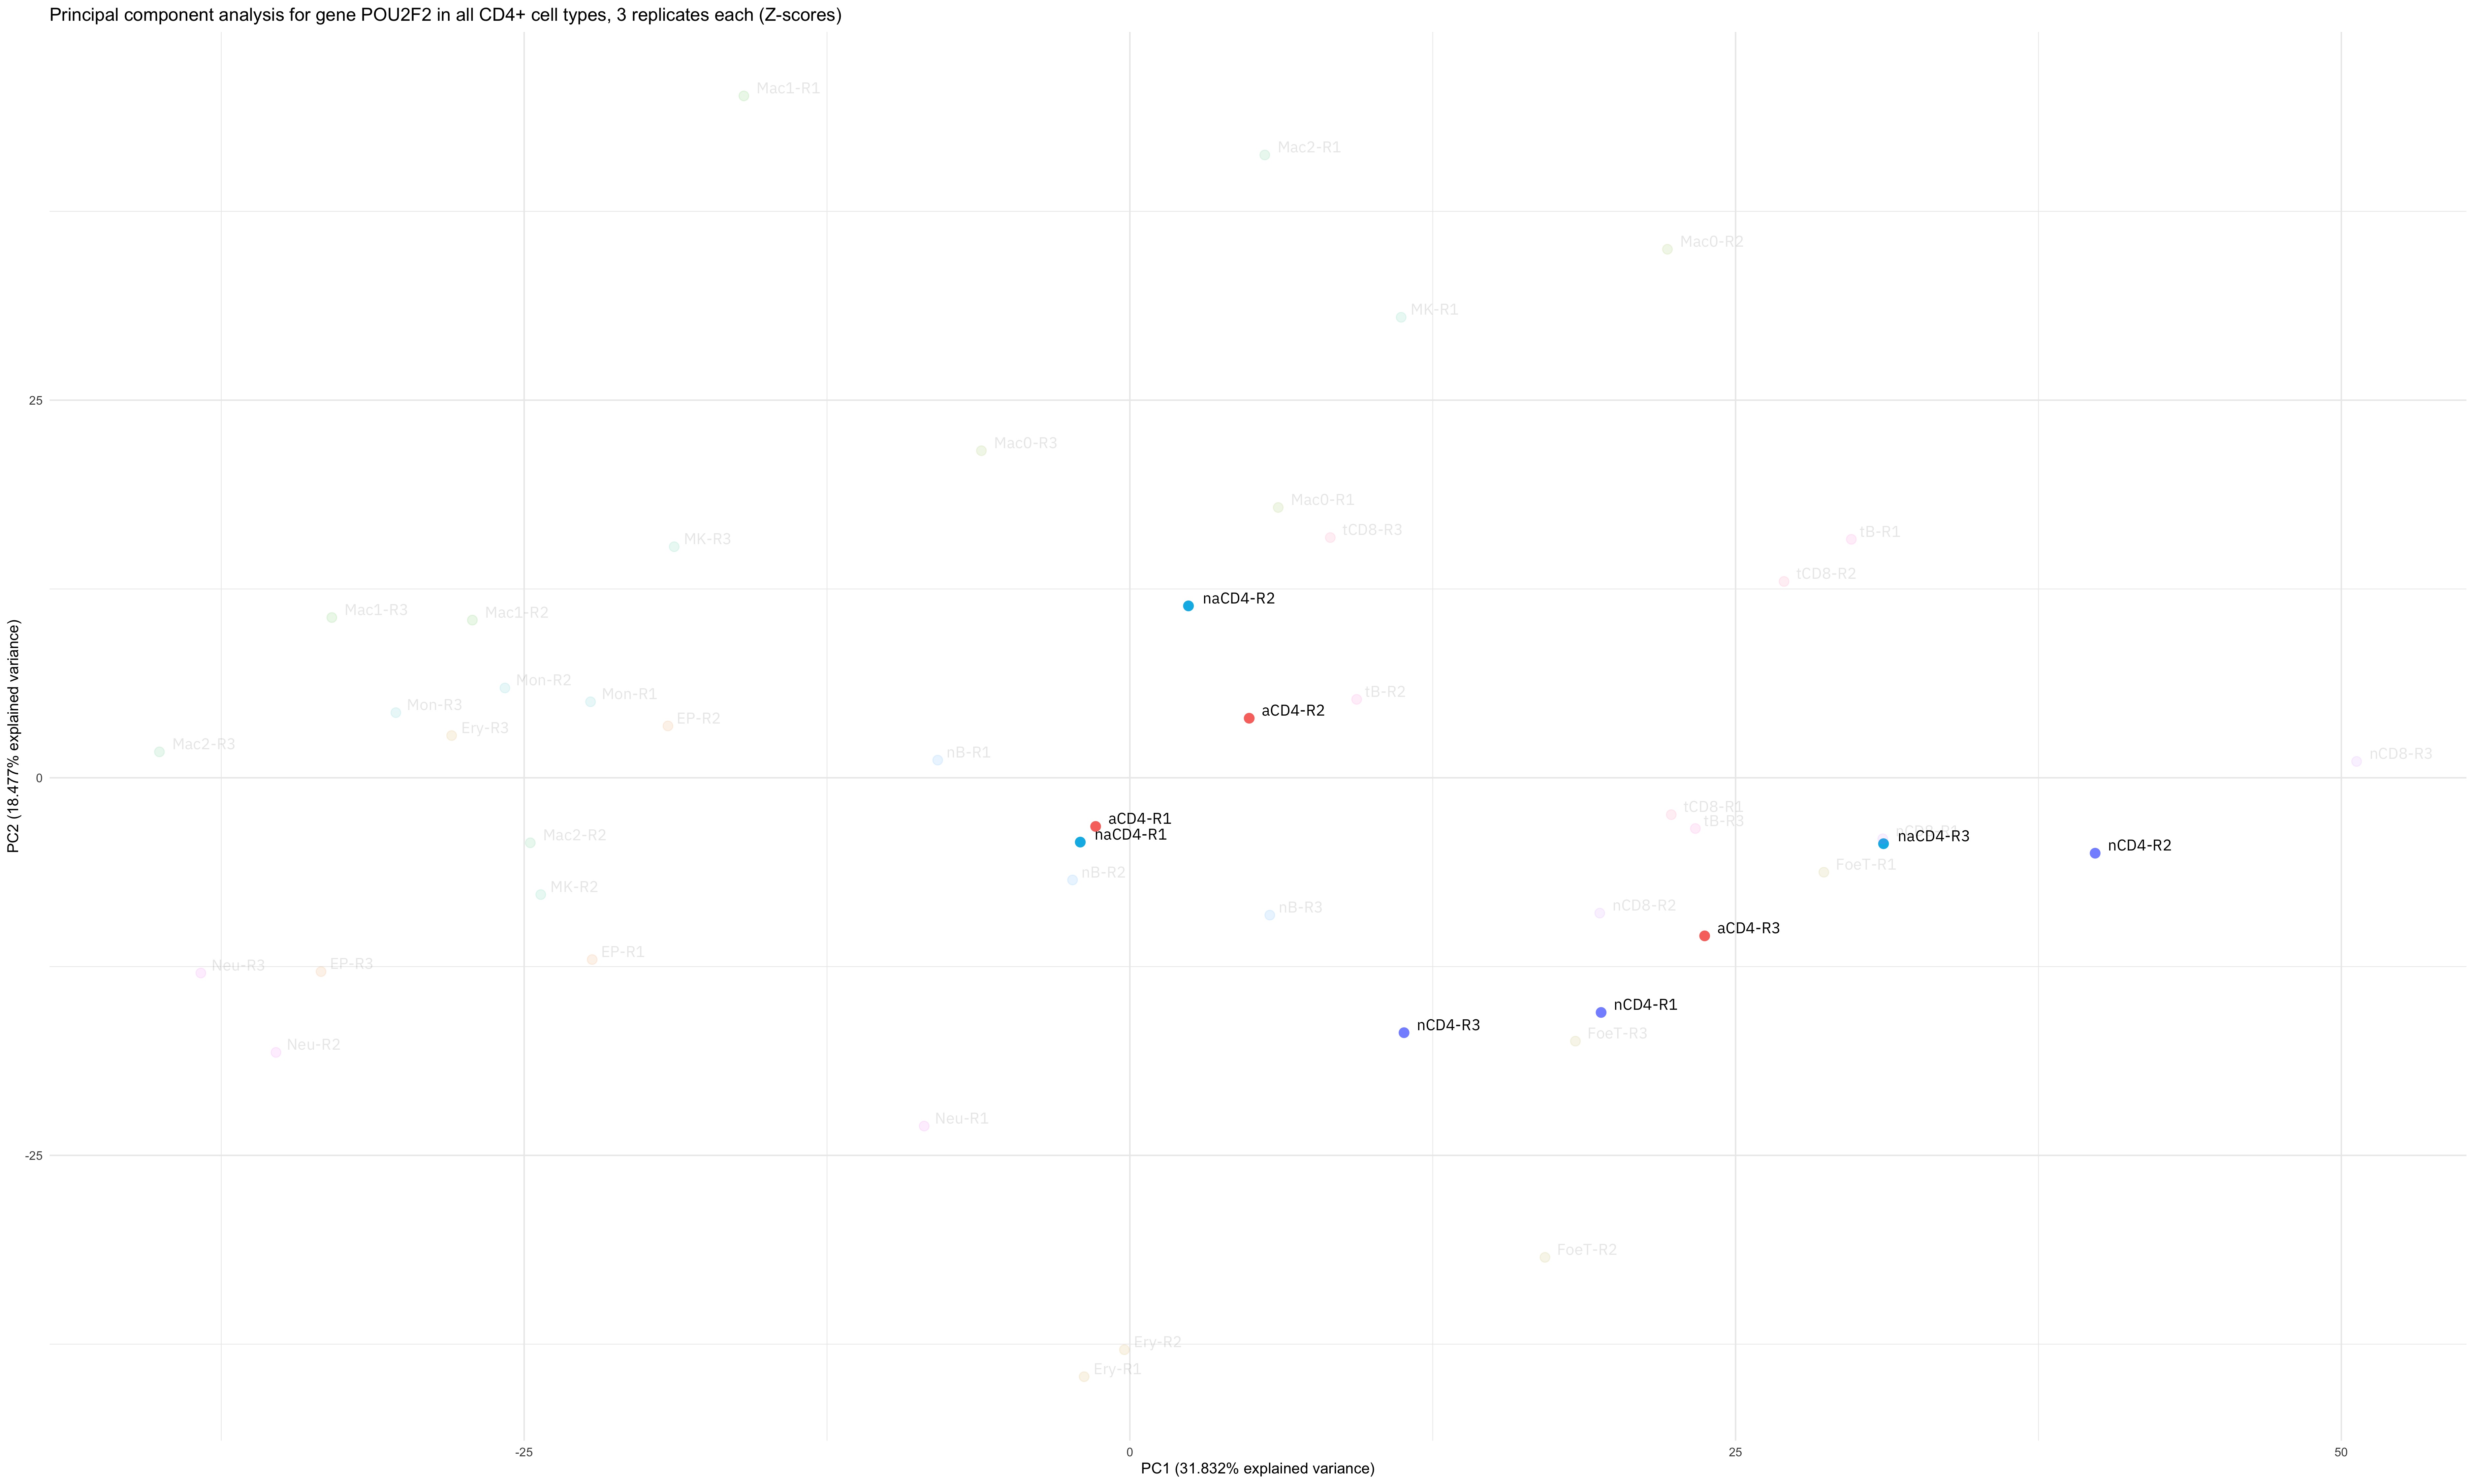 Principal component analysis for gene POU2F2 in all CD4+ cell types, 3 replicates each (Z-scores)
Mac1-R1
Mac2-R1
Mac0-R2
MK-R1
25
Mac0-R3
Mac0-R1
tCD8-R3
tB-R1
MK-R3
tCD8-R2
naCD4-R2
Mac1-R3
Mac1-R2
Mon-R2
Mon-R1
tB-R2
Mon-R3
aCD4-R2
EP-R2
Ery-R3
Mac2-R3
nB-R1
nCD8-R3
0
PC2 (18.477% explained variance)
tCD8-R1
aCD4-R1
tB-R3
naCD4-R1
Mac2-R2
naCD4-R3
nCD4-R2
FoeT-R1
nB-R2
MK-R2
nB-R3
nCD8-R2
aCD4-R3
EP-R1
Neu-R3
EP-R3
nCD4-R1
nCD4-R3
FoeT-R3
Neu-R2
Neu-R1
-25
FoeT-R2
Ery-R2
Ery-R1
-25
0
25
50
PC1 (31.832% explained variance)